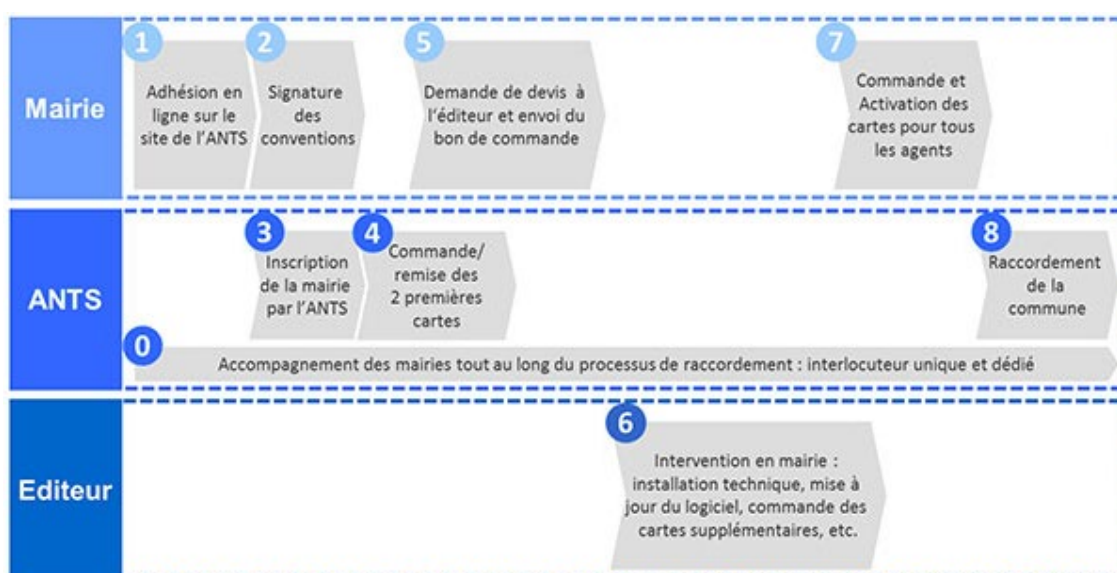 Mairie
1
Adhésion en
ligne sur le
site de l'ANTS
2
Signature
des
conventions
5
Demande de devis à
l'éditeur et envoi du
bon de commande
7
Commande et
Activation des
cartes pour tous
les agents
ANTS
3
Inscription
de la mairie
par l'ANTS
4
Commande/
remise des
2 premières
cartes
8
Raccordement
de la
commune
0
Accompagnement des mairies tout au long du processus de raccordement : interlocuteur unique et dédié
Editeur
6
Intervention en mairie :
installation technique, mise à
jour du logiciel, commande des
cartes supplémentaires, etc.